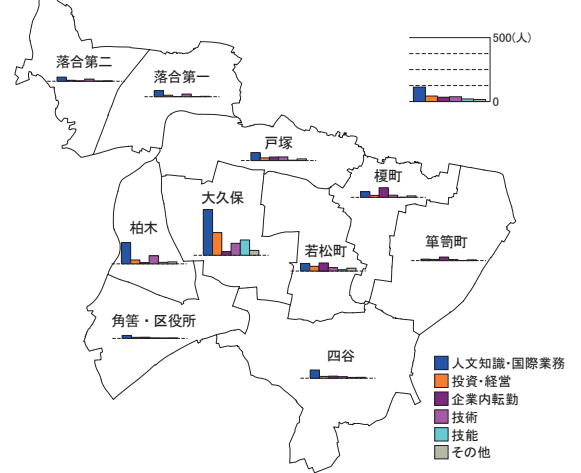 500(人)
0
落合第二
落合第一
戸塚
榎町
大久保
柏木
若松町
箪笥町
角筈・区役所
四谷
人文知識・国際業務
投資・経営
企業内転勤
技術
技能
その他